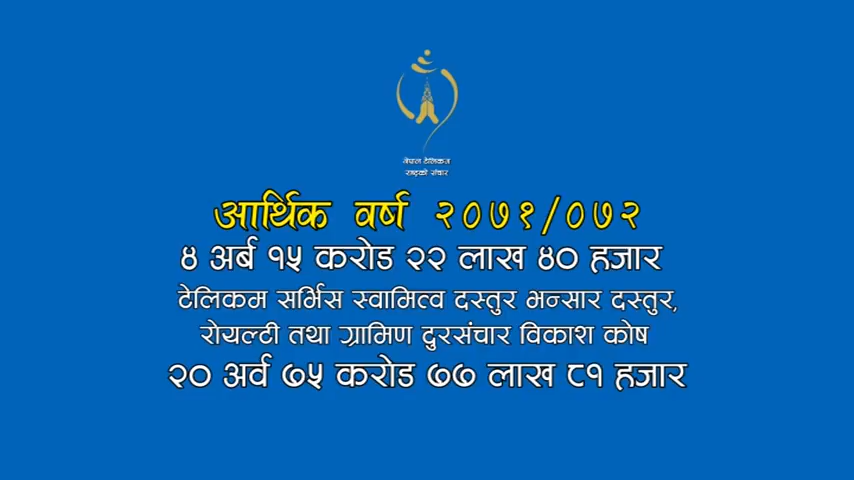 नेपाल टेलिकम
राष्ट्रको संचार
आर्थिक वर्ष २०७१/०७२
४ अर्ब १५ करोड २२ लाख ४० हजार
टेलिकम सर्भिस स्वामित्व दस्तुर भन्सार दस्तुर,
रोयल्टी तथा ग्रामिण दुरसंचार विकाश कोष
२० अर्व ७५ करोड ७७ लाख ८१ हजार